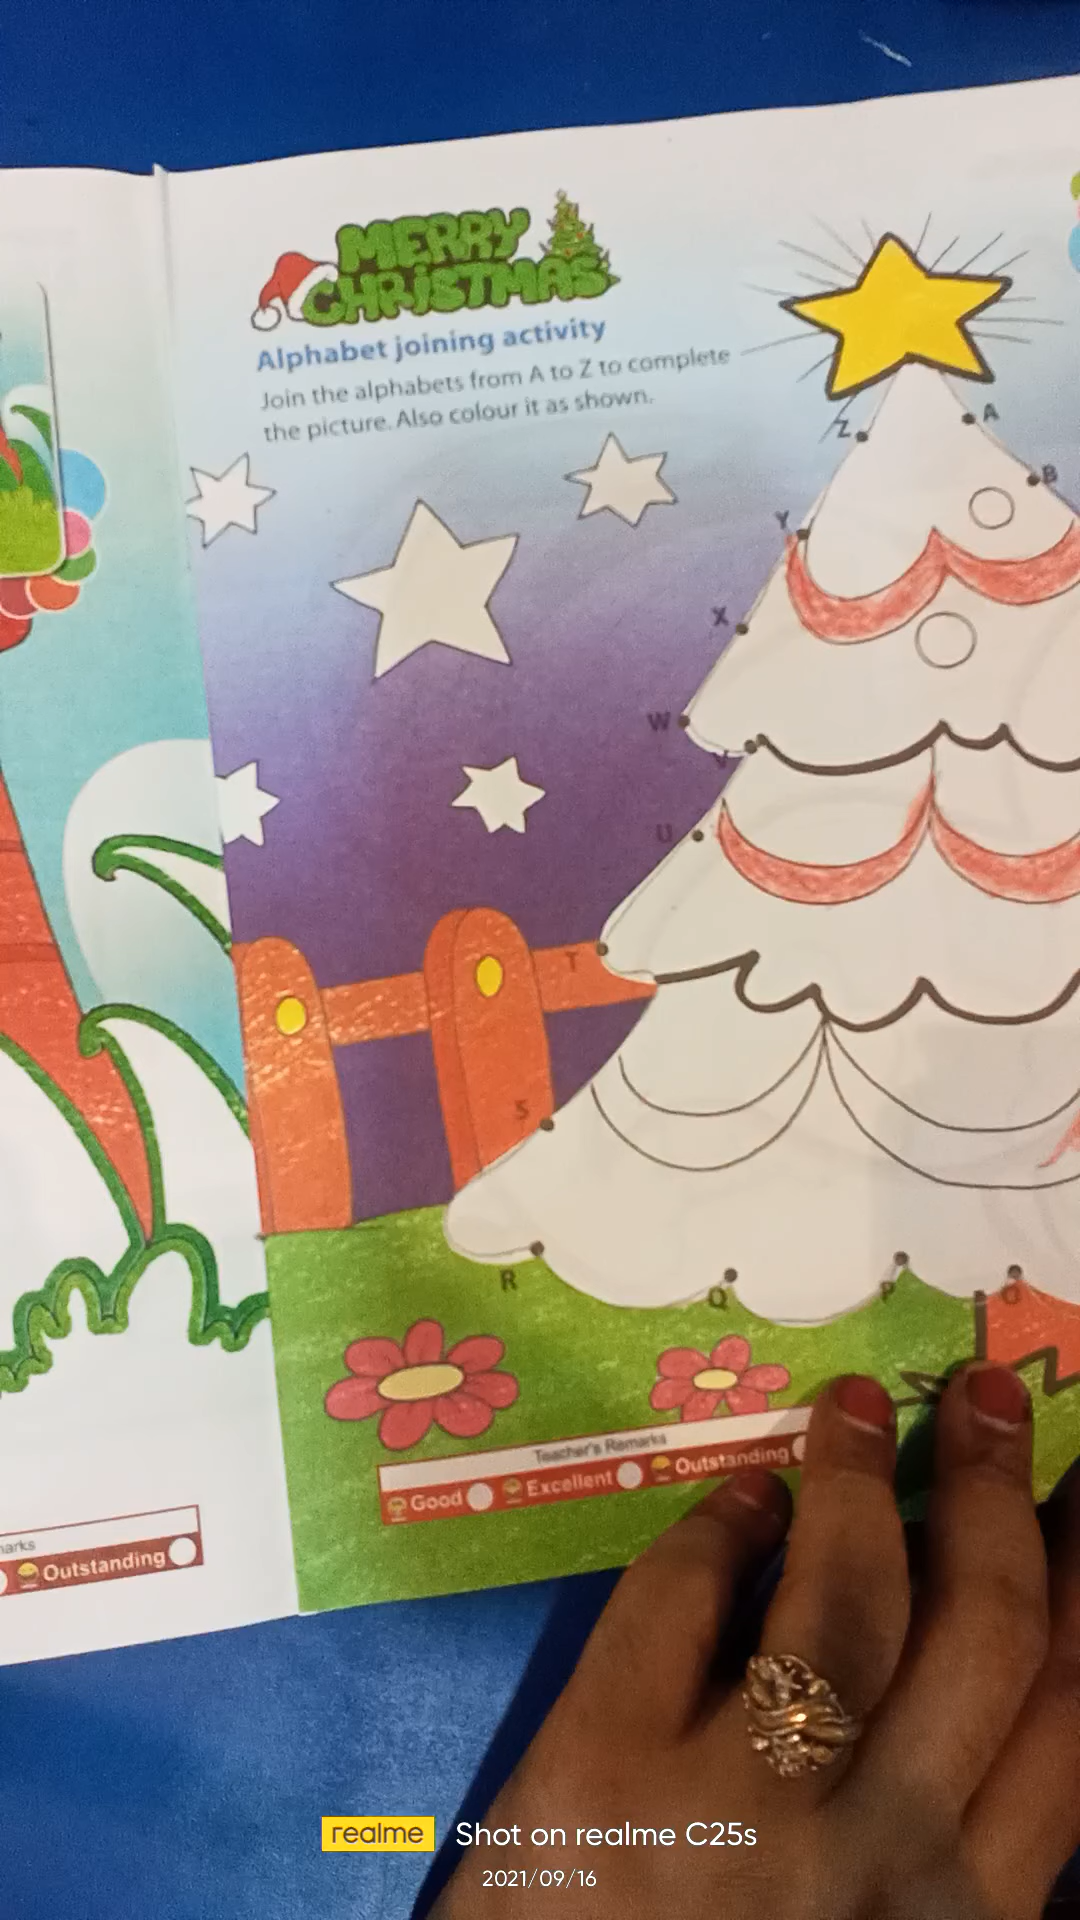 MERRY
CHRiSTMAS
Alphabet joining activity
Join the alphabets from A to Z to complete
the picture. Also colour it as shown.
A
Z
B
Y
X
W
V
U
T
S
R
Q
P
O
Teacher's Remarks
Good Excellent Outstanding
Outstanding
realme Shot on realme C25s
2021/09/16